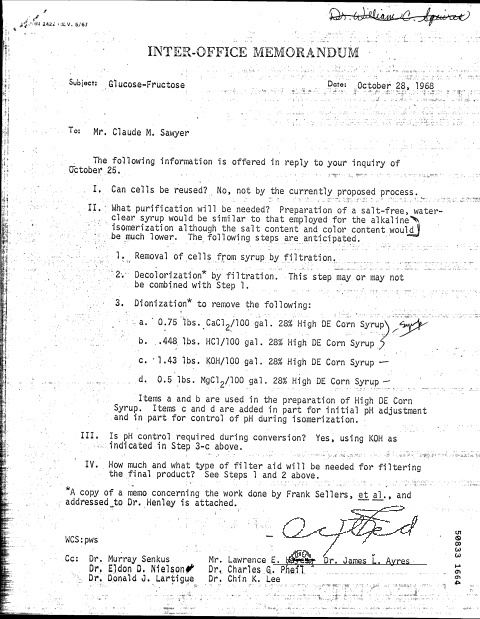 Dr. William C. Squires
2422 REV. 8/67
INTER-OFFICE MEMORANDUM
Subject: Glucose-Fructose Date: October 28, 1968
To: Mr. Claude M. Sawyer
The following information is offered in reply to your inquiry of
October 25.
I. Can cells be reused? No, not by the currently proposed process.
II. What purification will be needed? Preparation of a salt-free, water-
clear syrup would be similar to that employed for the alkaline
isomerization although the salt content and color content would
be much lower. The following steps are anticipated.
1. Removal of cells from syrup by filtration.
2. Decolorization* by filtration. This step may or may not
be combined with Step 1.
3. Dionization* to remove the following:
a. 0.75 lbs. CaCl2/100 gal. 28% High DE Corn Syrup
b. .448 lbs. HCl/100 gal. 28% High DE Corn Syrup
c. 1.43 lbs. KOH/100 gal. 28% High DE Corn Syrup —
d. 0.5 lbs. MgCl2/100 gal. 28% High DE Corn Syrup —
Items a and b are used in the preparation of High DE Corn
Syrup. Items c and d are added in part for initial pH adjustment
and in part for control of pH during isomerization.
III. Is pH control required during conversion? Yes, using KOH as
indicated in Step 3-c above.
IV. How much and what type of filter aid will be needed for filtering
the final product? See Steps 1 and 2 above.
*A copy of a memo concerning the work done by Frank Sellers, et al., and
addressed to Dr. Henley is attached.
WCS:pws
Cc: Dr. Murray Senkus Mr. Lawrence E. Dr. James L. Ayres
Dr. Eldon D. Nielson Dr. Charles G. Pheil
Dr. Donald J. Lartigue Dr. Chin K. Lee
50833 1664